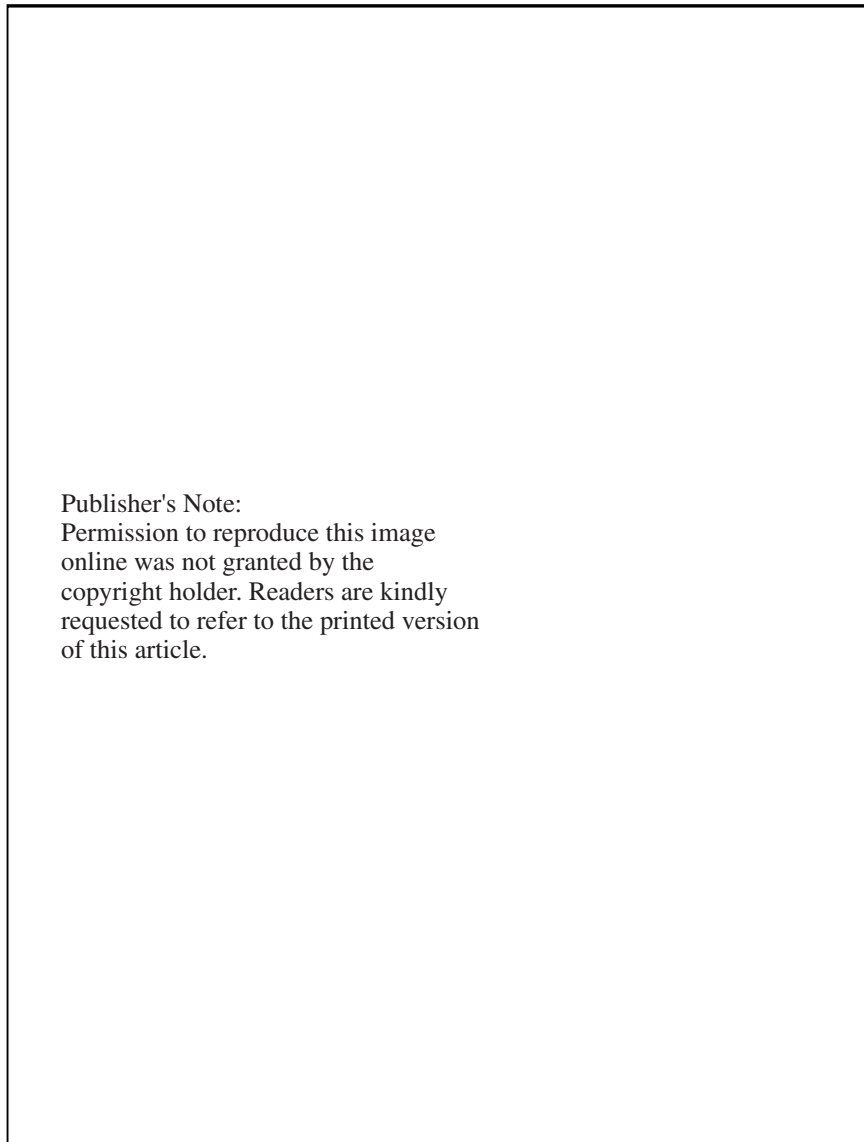 Publisher's Note:
Permission to reproduce this image
online was not granted by the
copyright holder. Readers are kindly
requested to refer to the printed version
of this article.